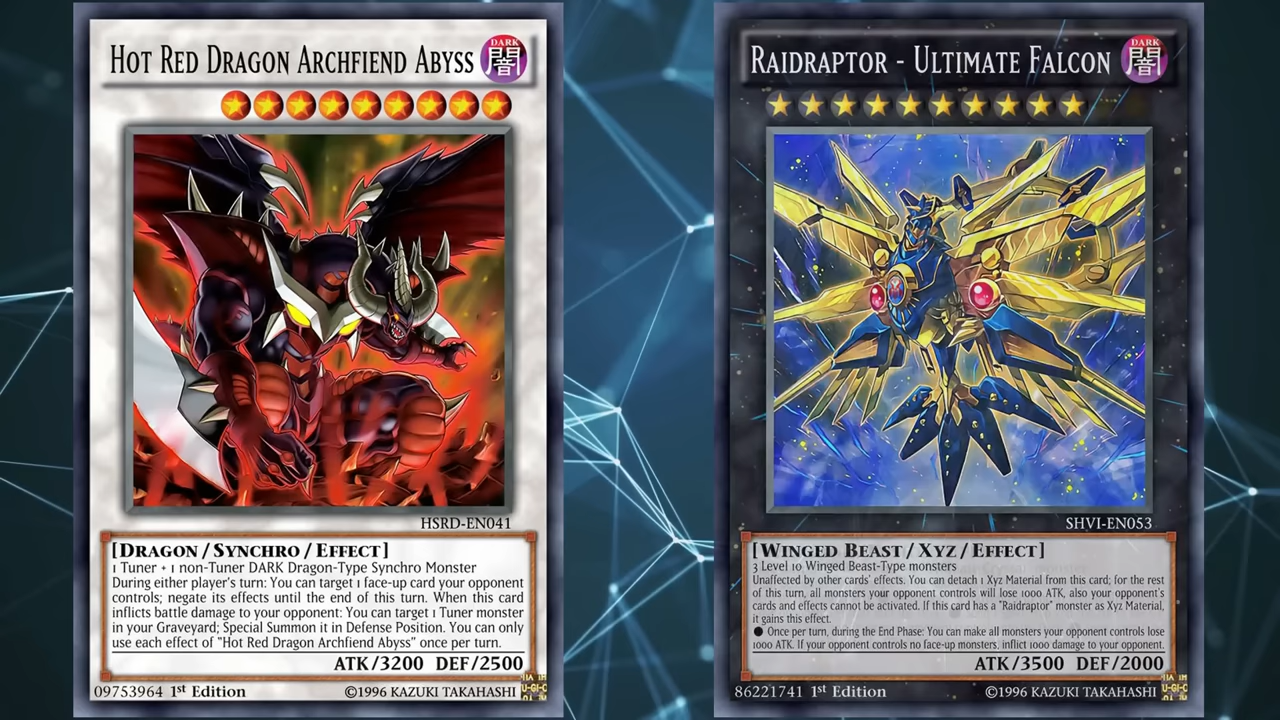 HOT RED DRAGON ARCHFIEND ABYSS
DARK
闇
HSRD-EN041
[DRAGON / SYNCHRO / EFFECT]
1 Tuner + 1 non-Tuner DARK Dragon-Type Synchro Monster
During either player's turn: You can target 1 face-up card your opponent
controls; negate its effects until the end of this turn. When this card
inflicts battle damage to your opponent: You can target 1 Tuner monster
in your Graveyard; Special Summon it in Defense Position. You can only
use each effect of "Hot Red Dragon Archfiend Abyss" once per turn.
ATK/3200 DEF/2500
09753964 1st Edition ©1996 KAZUKI TAKAHASHI
RAIDRAPTOR - ULTIMATE FALCON
DARK
闇
SHVI-EN053
[WINGED BEAST / XYZ / EFFECT]
3 Level 10 Winged Beast-Type monsters
Unaffected by other cards' effects. You can detach 1 Xyz Material from this card; for the rest
of this turn, all monsters your opponent controls will lose 1000 ATK, also your opponent's
cards and effects cannot be activated. If this card has a "Raidraptor" monster as Xyz Material,
it gains this effect.
● Once per turn, during the End Phase: You can make all monsters your opponent controls lose
1000 ATK. If your opponent controls no face-up monsters, inflict 1000 damage to your opponent.
ATK/3500 DEF/2000
86221741 1st Edition ©1996 KAZUKI TAKAHASHI